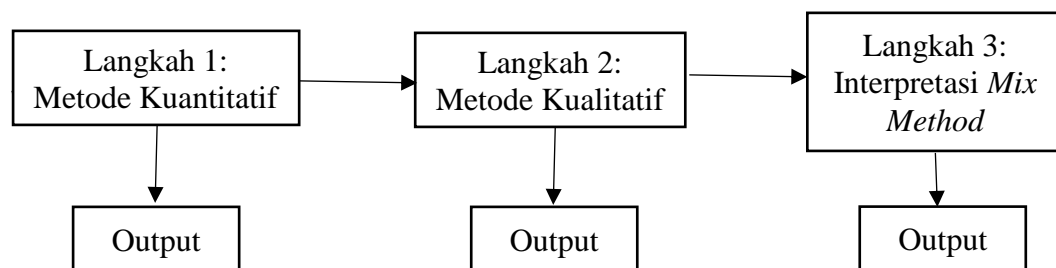 Langkah 1:
Metode Kuantitatif
Langkah 2:
Metode Kualitatif
Langkah 3:
Interpretasi Mix
Method
Output
Output
Output